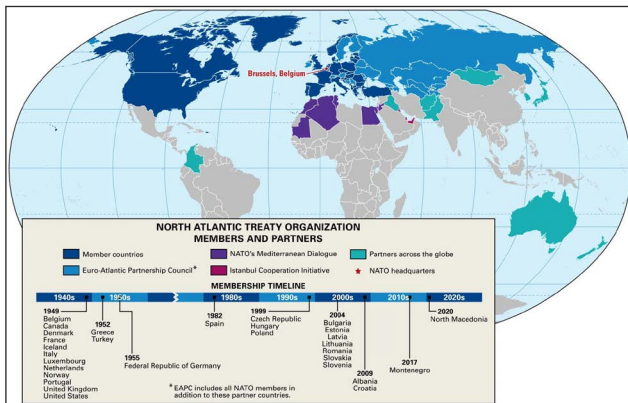 Brussels, Belgium
NORTH ATLANTIC TREATY ORGANIZATION
MEMBERS AND PARTNERS
Member countries
NATO's Mediterranean Dialogue
Partners across the globe
Euro-Atlantic Partnership Council*
Istanbul Cooperation Initiative
NATO headquarters
MEMBERSHIP TIMELINE
1940s
1950s
1980s
1990s
2000s
2010s
2020s
1949
Belgium
Canada
Denmark
France
Iceland
Italy
Luxembourg
Netherlands
Norway
Portugal
United Kingdom
United States
1952
Greece
Turkey
1955
Federal Republic of Germany
1982
Spain
1999
Czech Republic
Hungary
Poland
2004
Bulgaria
Estonia
Latvia
Lithuania
Romania
Slovakia
Slovenia
2009
Albania
Croatia
2017
Montenegro
2020
North Macedonia
* EAPC includes all NATO members in
addition to these partner countries.